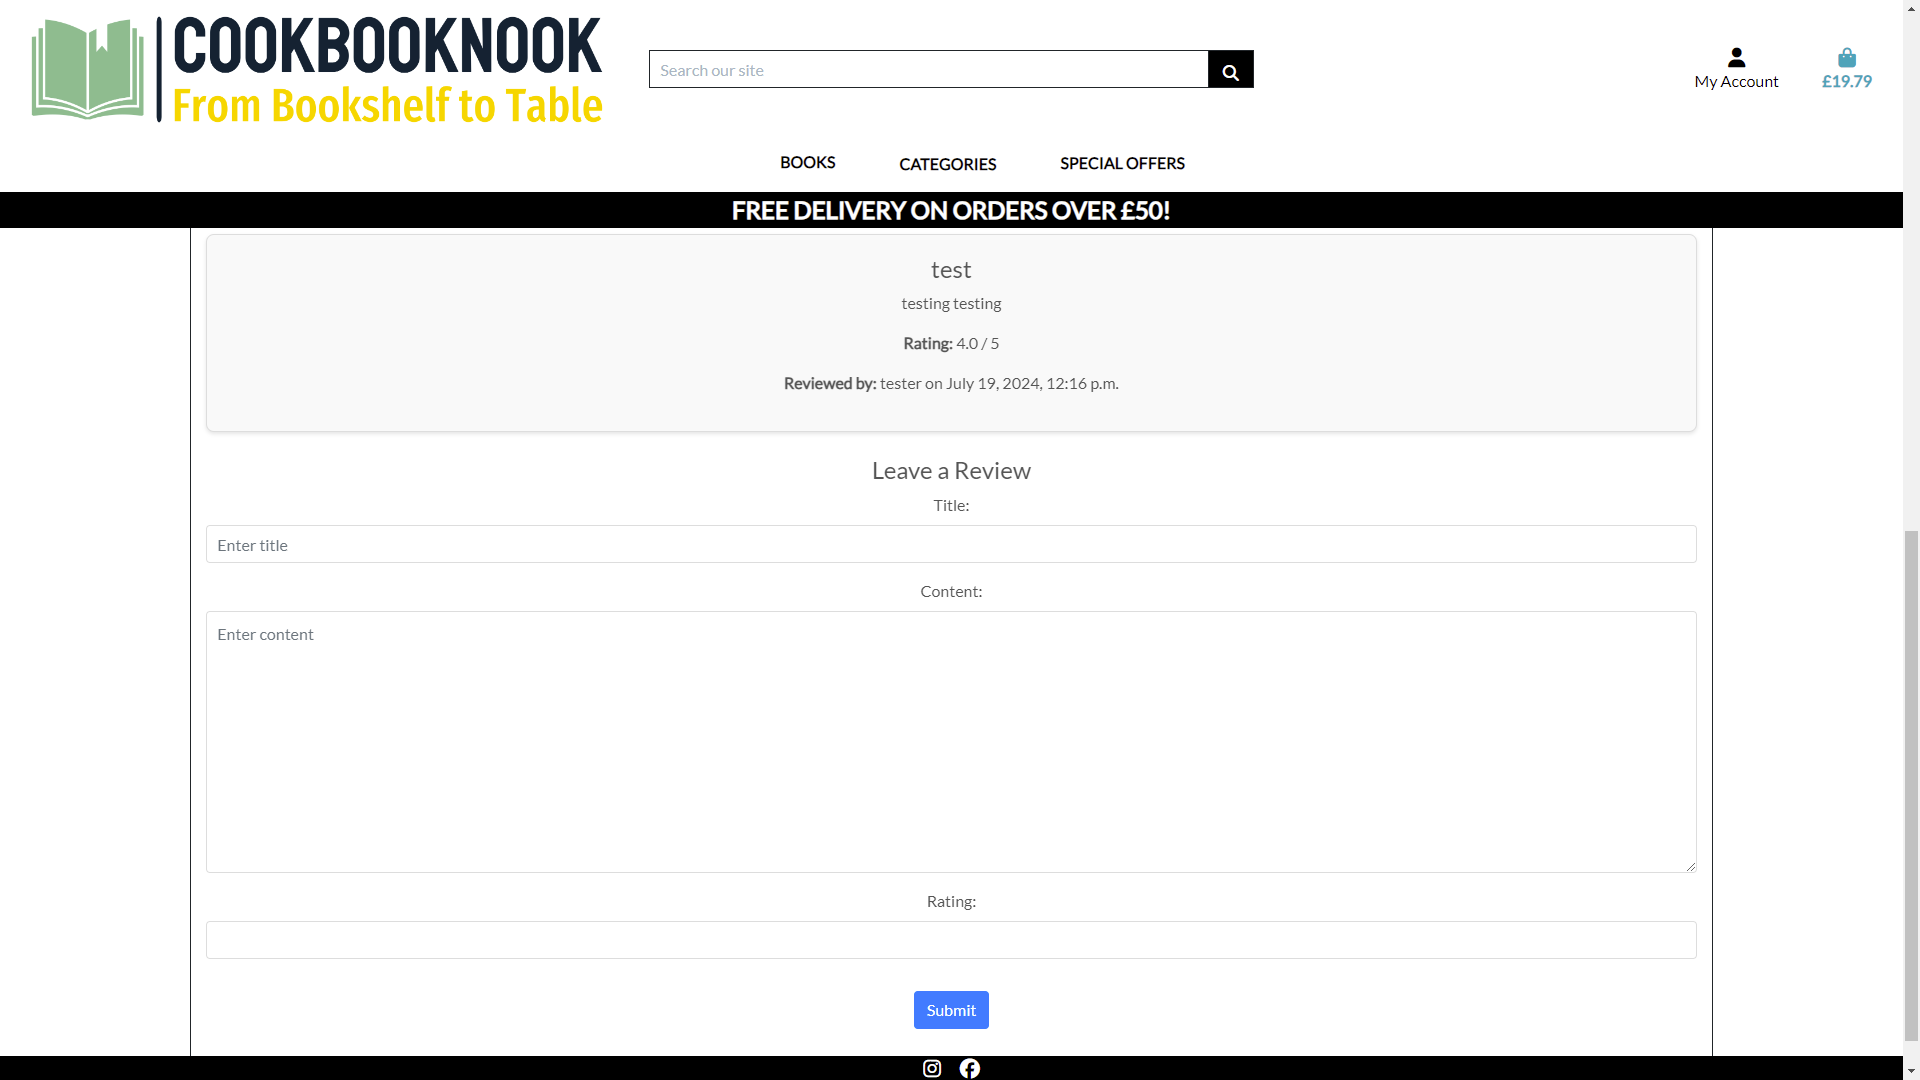 COOKBOOKNOOK
From Bookshelf to Table
Search our site
My Account
£19.79
BOOKS
CATEGORIES
SPECIAL OFFERS
FREE DELIVERY ON ORDERS OVER £50!
test
testing testing
Rating: 4.0 / 5
Reviewed by: tester on July 19, 2024, 12:16 p.m.
Leave a Review
Title:
Enter title
Content:
Enter content
Rating:
Submit